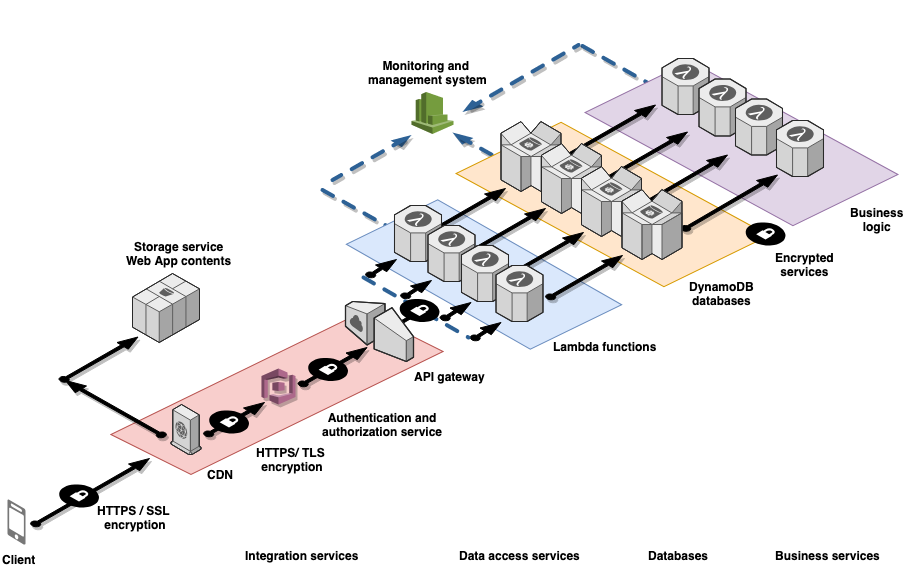 Monitoring and
management system
Storage service
Web App contents
Business
logic
Encrypted
services
DynamoDB
databases
Lambda functions
API gateway
Authentication and
authorization service
HTTPS/ TLS
encryption
CDN
HTTPS / SSL
encryption
Client
Integration services
Data access services
Databases
Business services